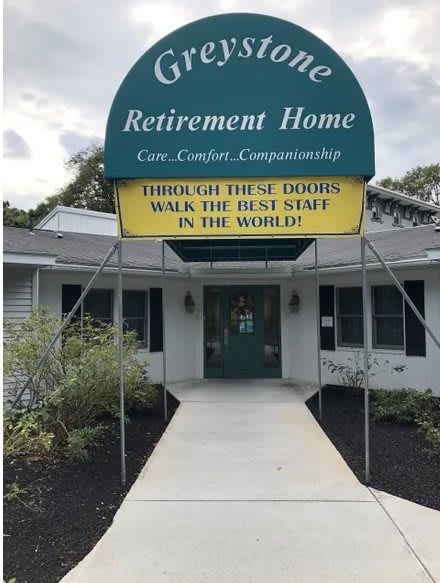 Greystone
Retirement Home
Care...Comfort...Companionship
THROUGH THESE DOORS
WALK THE BEST STAFF
IN THE WORLD!